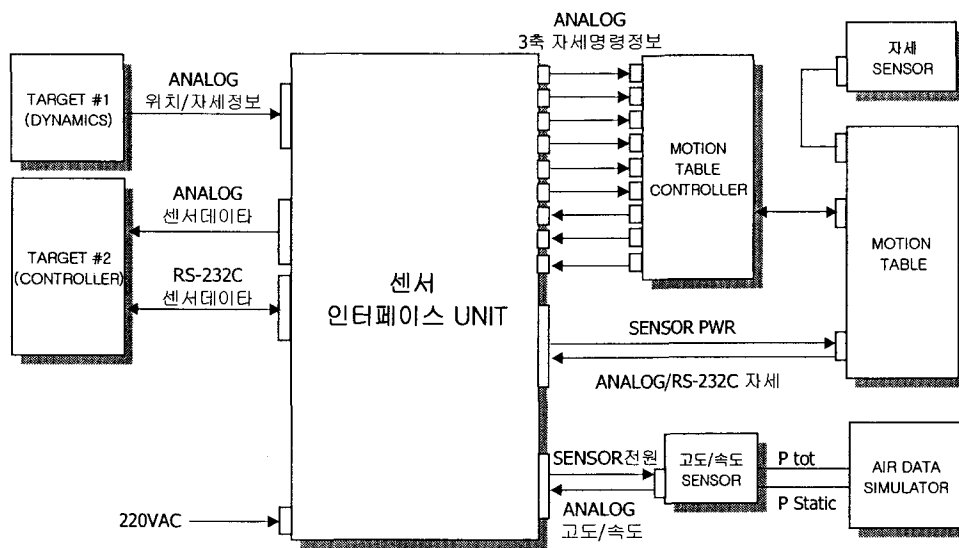 ANALOG
3축 자세명령정보
자세
SENSOR
TARGET #1
(DYNAMICS)
ANALOG
위치/자세정보
MOTION
TABLE
CONTROLLER
ANALOG
센서데이타
TARGET #2
(CONTROLLER)
RS-232C
센서데이타
센서
인터페이스 UNIT
MOTION
TABLE
SENSOR PWR
ANALOG/RS-232C 자세
SENSOR전원
ANALOG
고도/속도
고도/속도
SENSOR
P tot
P Static
AIR DATA
SIMULATOR
220VAC